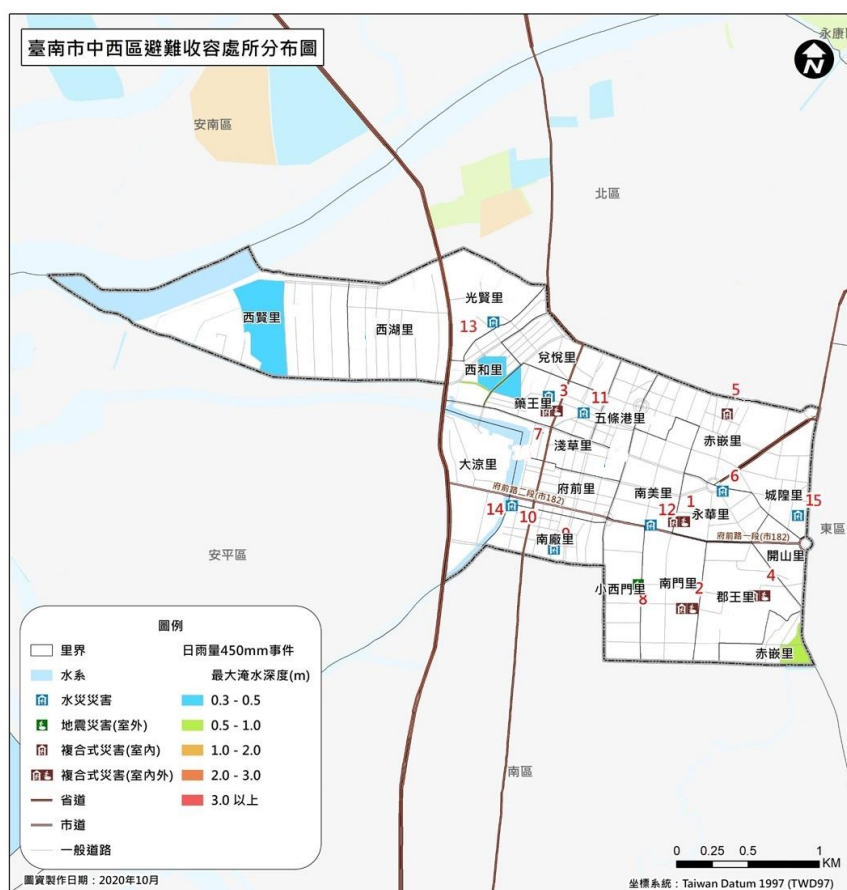 臺南市中西區避難收容處所分布圖
永康
N
安南區
北區
光賢里
西賢里
西湖里
13
兌悅里
西和里
3
11
5
藥王里
五條港里
7
淺草里
赤嵌里
大涼里
6
府前里
南美里
城隍里
府前路二段(市182)
1
15
14
10
12
永華里
東區
南廠里
府前路一段(市182)
開山里
安平區
4
小西門里
南門里
2
郡王里
8
赤嵌里
圖例
里界
日雨量450mm事件
水系
最大淹水深度(m)
水災災害
0.3 - 0.5
地震災害(室外)
0.5 - 1.0
複合式災害(室內)
1.0 - 2.0
複合式災害(室內外)
2.0 - 3.0
省道
3.0 以上
市道
一般道路
南區
0 0.25 0.5 1
KM
圖資製作日期：2020年10月
坐標系統：Taiwan Datum 1997 (TWD97)